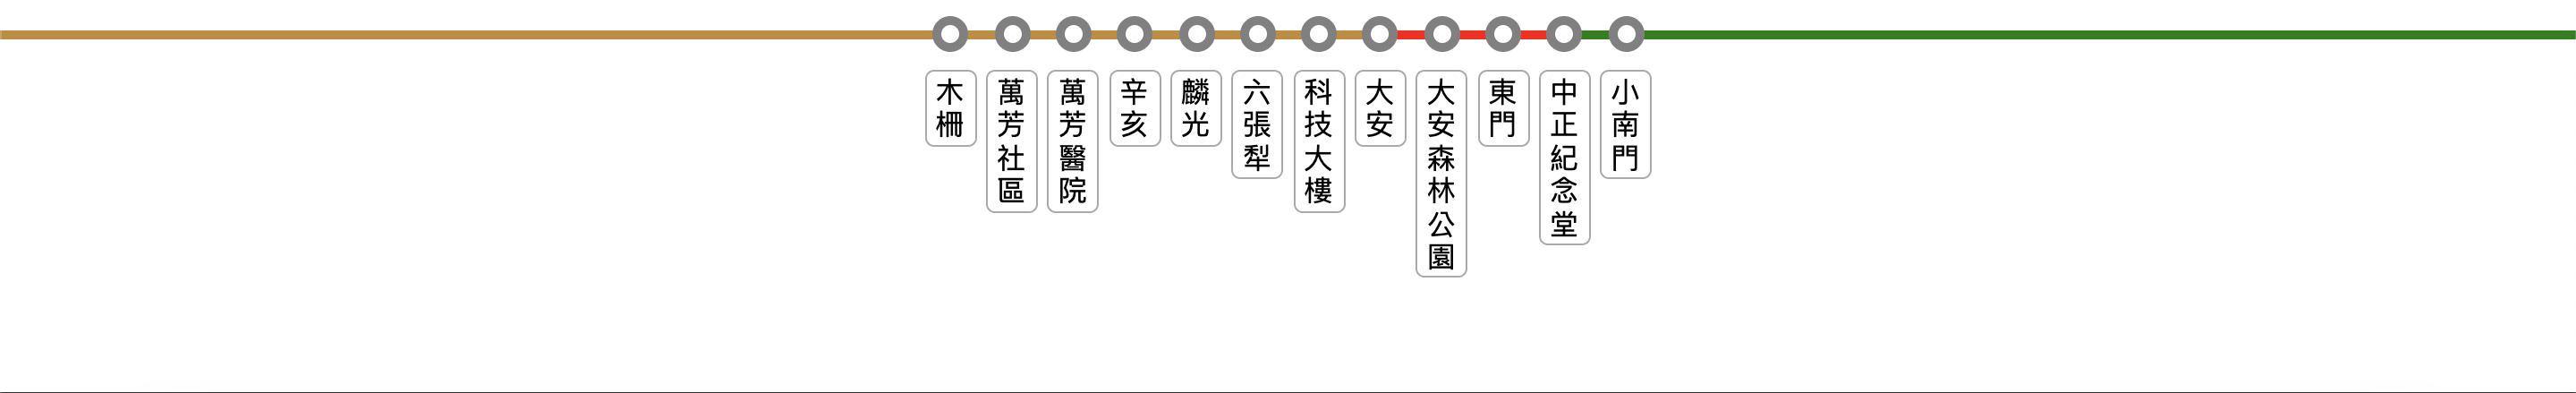 木柵
萬芳社區
萬芳醫院
辛亥
麟光
六張犁
科技大樓
大安
大安森林公園
東門
中正紀念堂
小南門